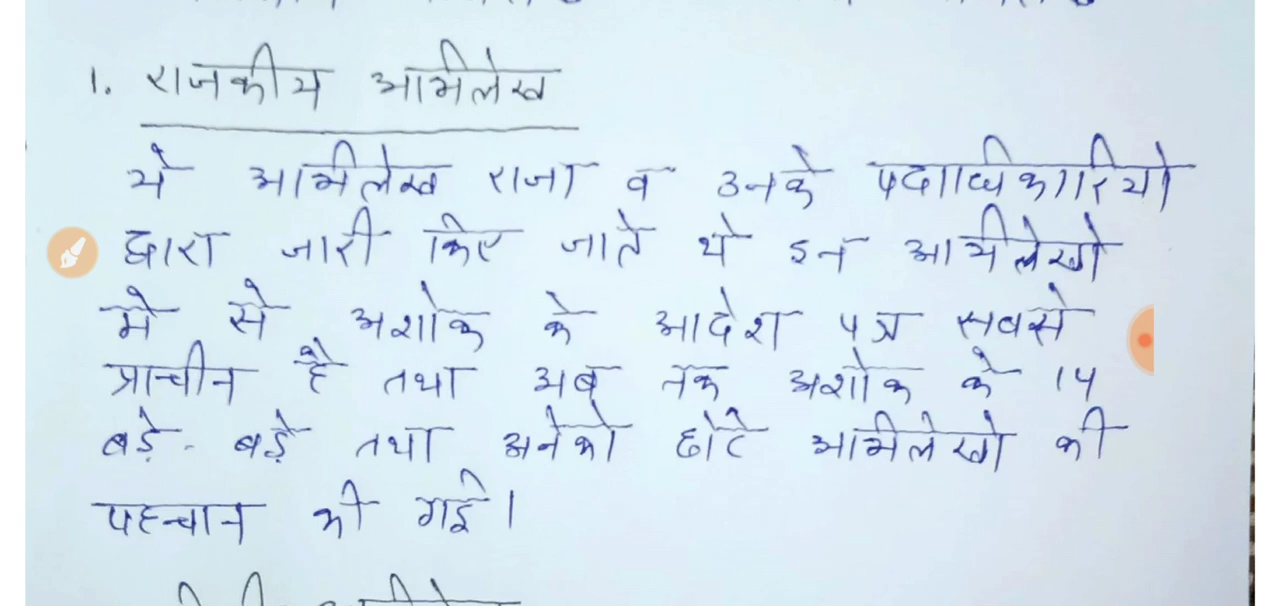 1. राजकीय अभिलेख
ये अभिलेख राजा व उनके पदाधिकारियो
द्वारा जारी किए जाते थे इन अभिलेखो
मे से अशोक के आदेश पत्र सबसे
प्राचीन है तथा अब तक अशोक के 14
बड़े - बड़े तथा अनेको छोटे अभिलेखो की
पहचान की गई।